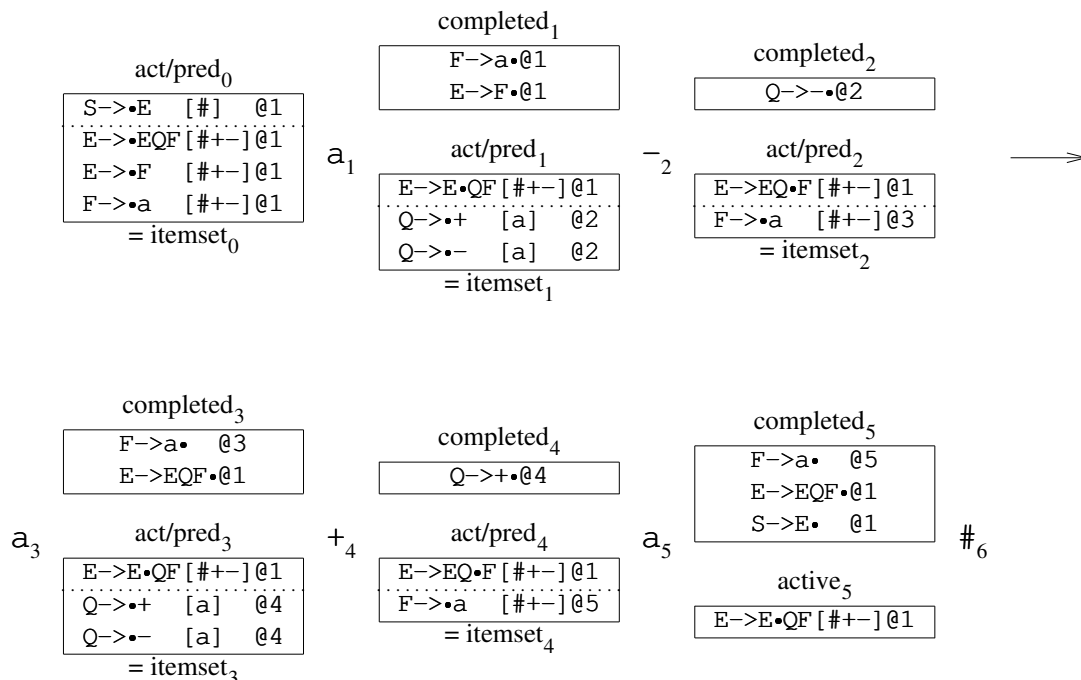 act/pred0
S->•E [#] @1
E->•EQF[#+-]@1
E->•F [#+-]@1
F->•a [#+-]@1
= itemset0
a1
completed1
F->a•@1
E->F•@1
act/pred1
E->E•QF[#+-]@1
Q->•+ [a] @2
Q->•- [a] @2
= itemset1
-2
completed2
Q->-•@2
act/pred2
E->EQ•F[#+-]@1
F->•a [#+-]@3
= itemset2
a3
completed3
F->a• @3
E->EQF•@1
act/pred3
E->E•QF[#+-]@1
Q->•+ [a] @4
Q->•- [a] @4
= itemset3
+4
completed4
Q->+•@4
act/pred4
E->EQ•F[#+-]@1
F->•a [#+-]@5
= itemset4
a5
completed5
F->a• @5
E->EQF•@1
S->E• @1
active5
E->E•QF[#+-]@1
#6